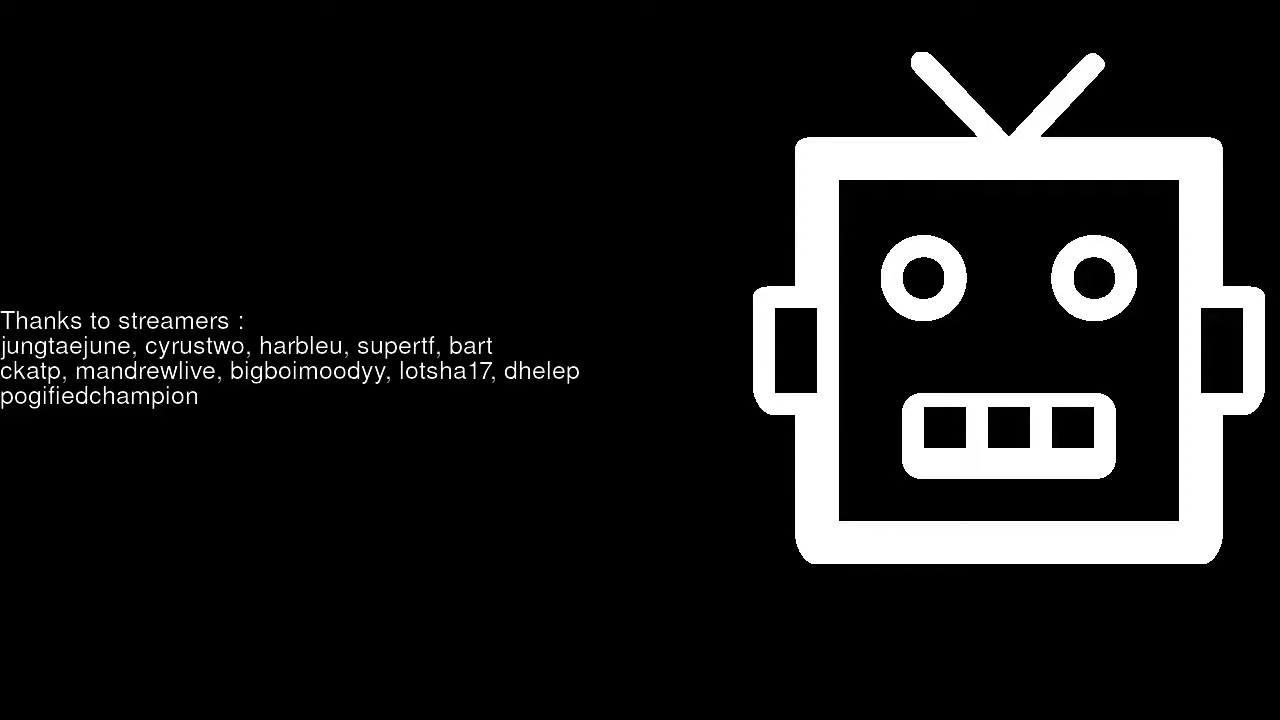 Thanks to streamers :
jungtaejune, cyrustwo, harbleu, supertf, bart
ckatp, mandrewlive, bigboimoodyy, lotsha17, dhelep
pogifiedchampion